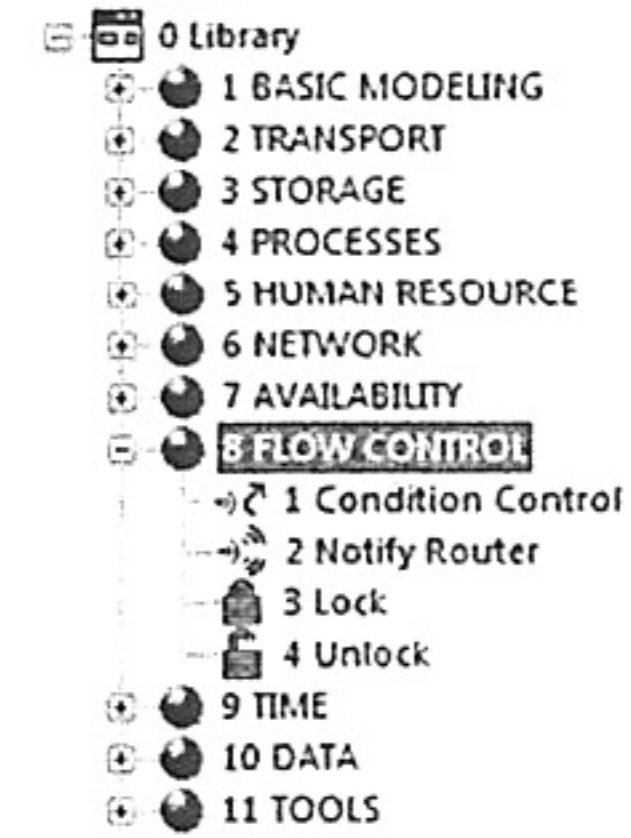 0 Library
1 BASIC MODELING
2 TRANSPORT
3 STORAGE
4 PROCESSES
5 HUMAN RESOURCE
6 NETWORK
7 AVAILABILITY
8 FLOW CONTROL
1 Condition Control
2 Notify Router
3 Lock
4 Unlock
9 TIME
10 DATA
11 TOOLS